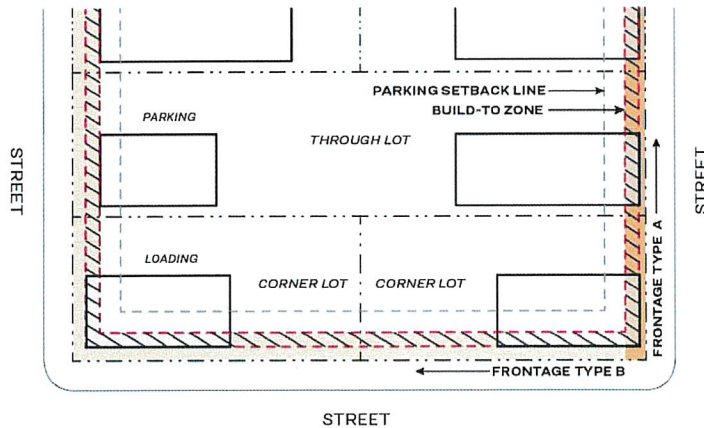 PARKING SETBACK LINE
BUILD-TO ZONE
PARKING
THROUGH LOT
STREET
STREET
FRONTAGE TYPE A
LOADING
CORNER LOT
CORNER LOT
FRONTAGE TYPE B
STREET